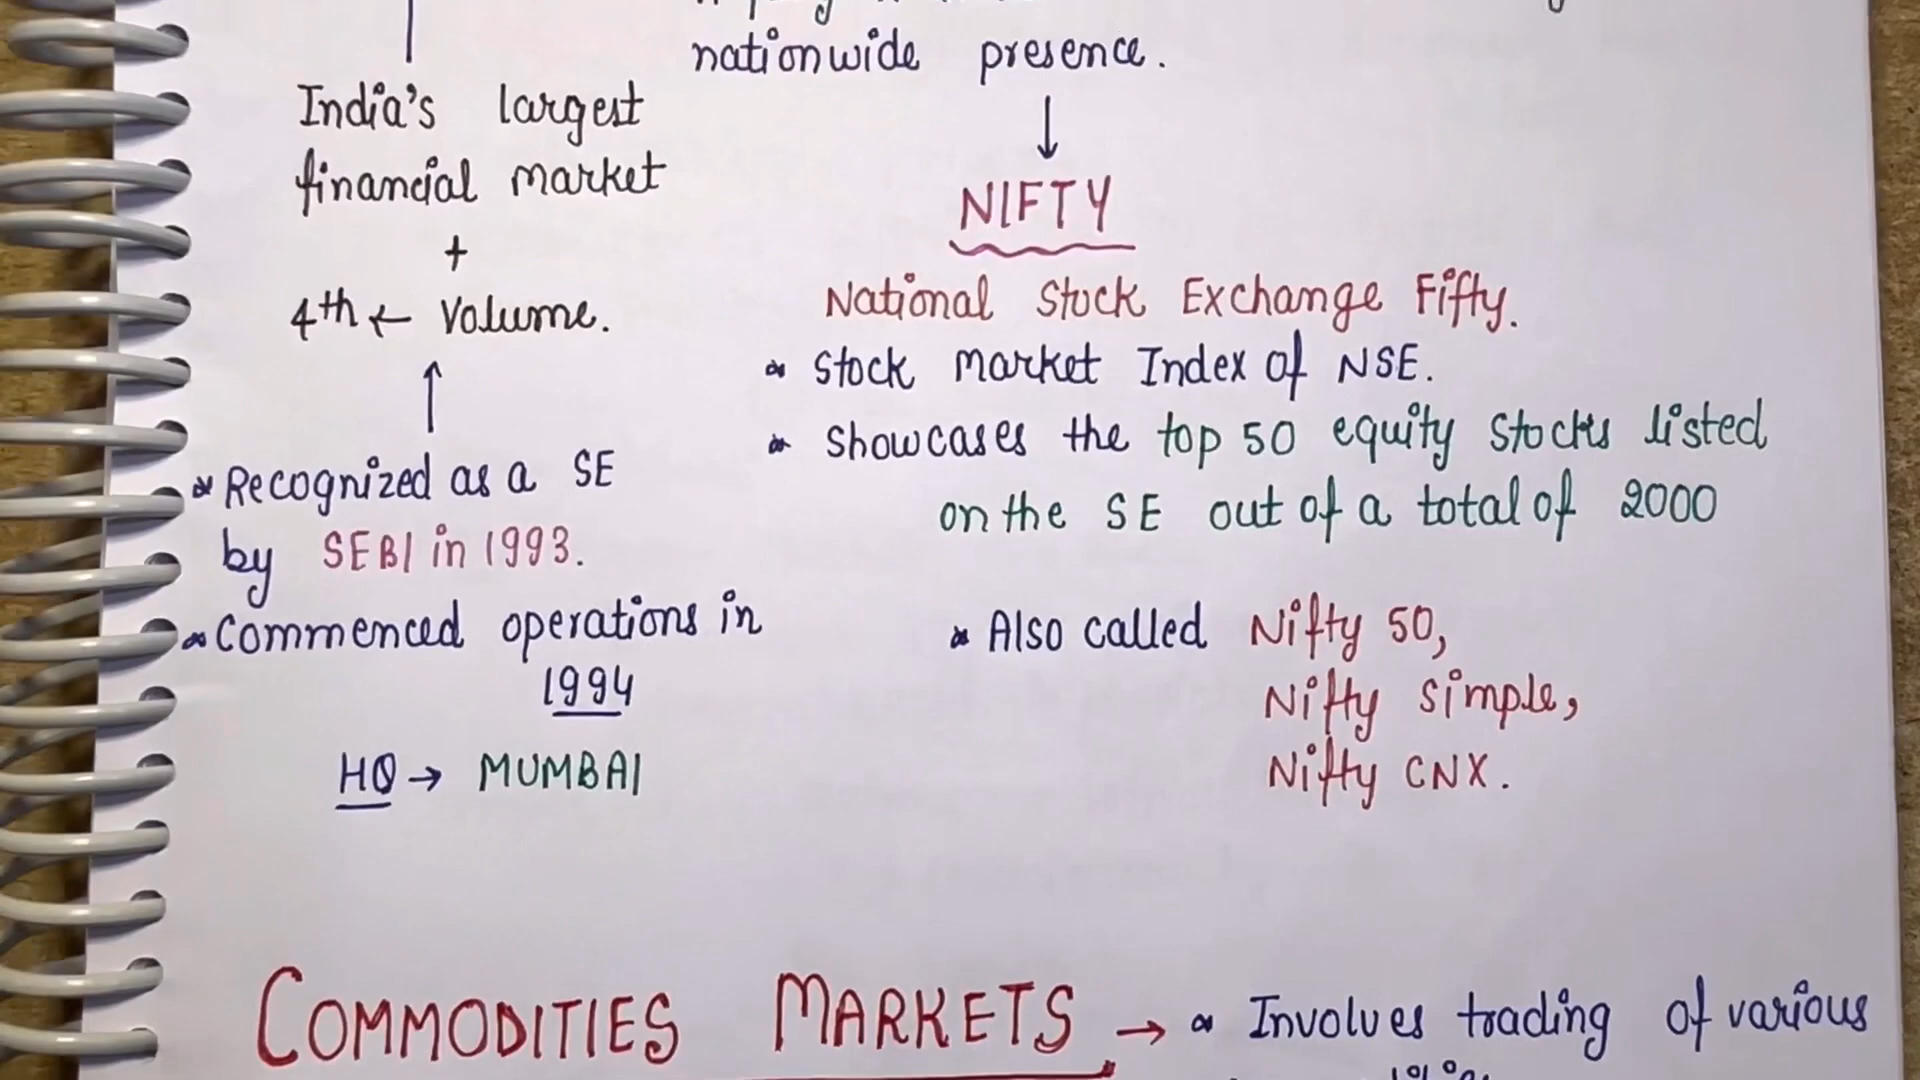 nationwide presence.
↓
India's largest
financial market
+
4th ← Volume.
↑
Recognized as a SE
by SEBI in 1993.
Commenced operations in
1994
HQ → MUMBAI
NIFTY
National Stock Exchange Fifty.
Stock market Index of NSE.
Showcases the top 50 equity stocks listed
on the SE out of a total of 2000
Also called Nifty 50,
Nifty Simple,
Nifty CNX.
COMMODITIES MARKETS → Involves trading of various